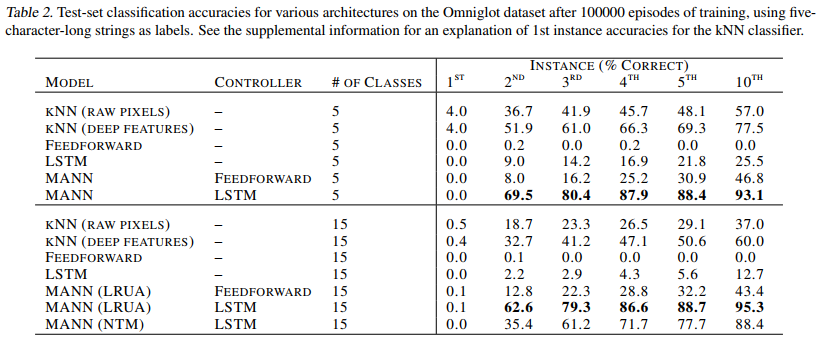 Table 2. Test-set classification accuracies for various architectures on the Omniglot dataset after 100000 episodes of training, using five-
character-long strings as labels. See the supplemental information for an explanation of 1st instance accuracies for the kNN classifier.
INSTANCE (% CORRECT)
MODEL CONTROLLER # OF CLASSES 1ST 2ND 3RD 4TH 5TH 10TH
KNN (RAW PIXELS) – 5 4.0 36.7 41.9 45.7 48.1 57.0
KNN (DEEP FEATURES) – 5 4.0 51.9 61.0 66.3 69.3 77.5
FEEDFORWARD – 5 0.0 0.2 0.0 0.2 0.0 0.0
LSTM – 5 0.0 9.0 14.2 16.9 21.8 25.5
MANN FEEDFORWARD 5 0.0 8.0 16.2 25.2 30.9 46.8
MANN LSTM 5 0.0 69.5 80.4 87.9 88.4 93.1
KNN (RAW PIXELS) – 15 0.5 18.7 23.3 26.5 29.1 37.0
KNN (DEEP FEATURES) – 15 0.4 32.7 41.2 47.1 50.6 60.0
FEEDFORWARD – 15 0.0 0.1 0.0 0.0 0.0 0.0
LSTM – 15 0.0 2.2 2.9 4.3 5.6 12.7
MANN (LRUA) FEEDFORWARD 15 0.1 12.8 22.3 28.8 32.2 43.4
MANN (LRUA) LSTM 15 0.1 62.6 79.3 86.6 88.7 95.3
MANN (NTM) LSTM 15 0.0 35.4 61.2 71.7 77.7 88.4